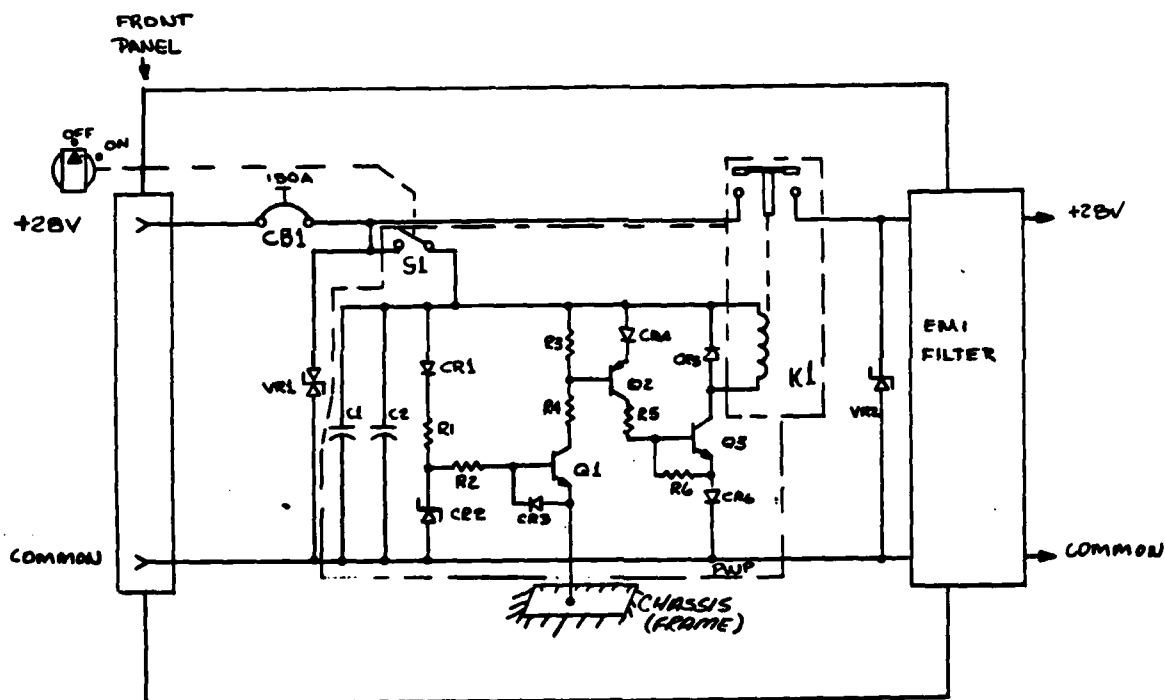 FRONT
PANEL
OFF
ON
150A
+28V
CB1
S1
+28V
EMI
FILTER
K1
R3
CR4
CR5
CR1
Q2
VR1
VR2
C1
C2
R4
R5
R1
Q3
Q1
R2
R6
CR3
CR2
CR6
COMMON
PWP
COMMON
CHASSIS
(FRAME)